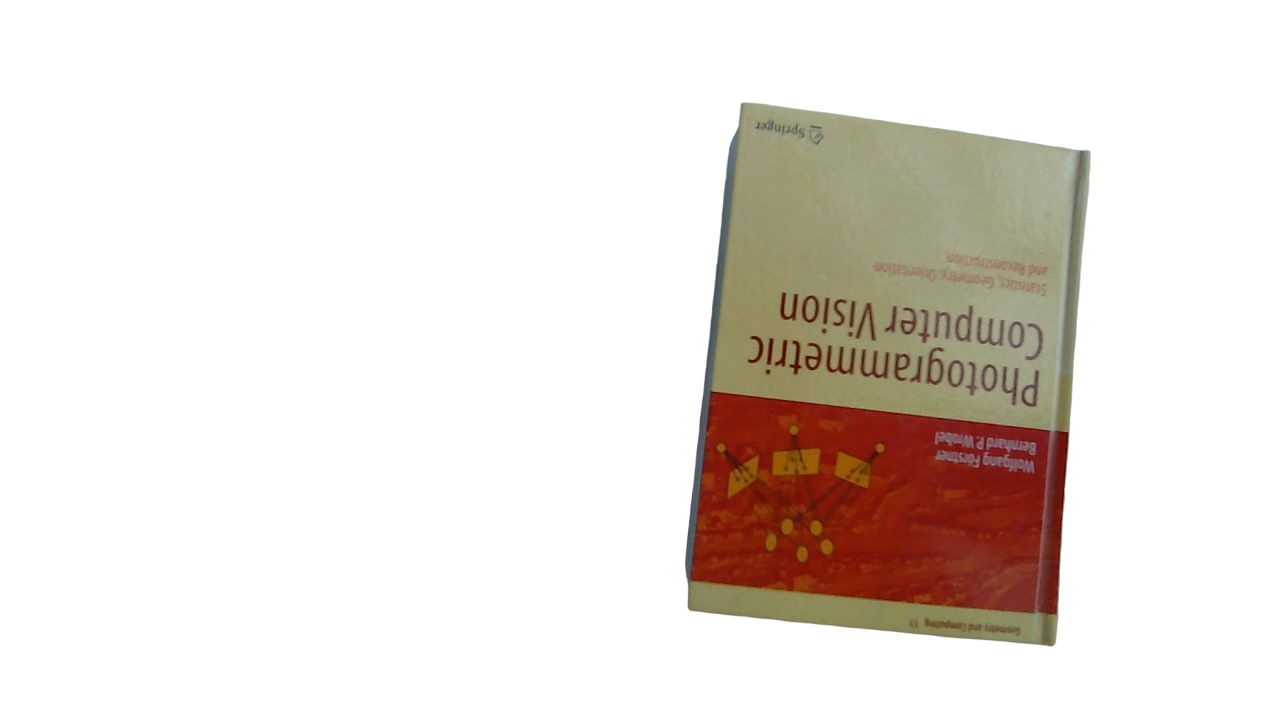 Geometry and Computing 11
Wolfgang Förstner
Bernhard P. Wrobel
Photogrammetric
Computer Vision
Statistics, Geometry, Orientation
and Reconstruction
Springer